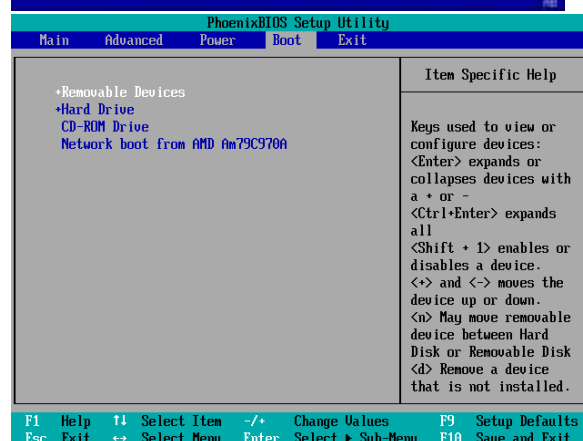 PhoenixBIOS Setup Utility
Main Advanced Power Boot Exit
Item Specific Help
+Removable Devices
+Hard Drive
CD-ROM Drive
Network boot from AMD Am79C970A
Keys used to view or
configure devices:
<Enter> expands or
collapses devices with
a + or -
<Ctrl+Enter> expands
all
<Shift + 1> enables or
disables a device.
<+> and <-> moves the
device up or down.
<n> May move removable
device between Hard
Disk or Removable Disk
<d> Remove a device
that is not installed.
F1 Help ↑↓ Select Item -/+ Change Values F9 Setup Defaults
Esc Exit ↔ Select Menu Enter Select ▶ Sub-Menu F10 Save and Exit